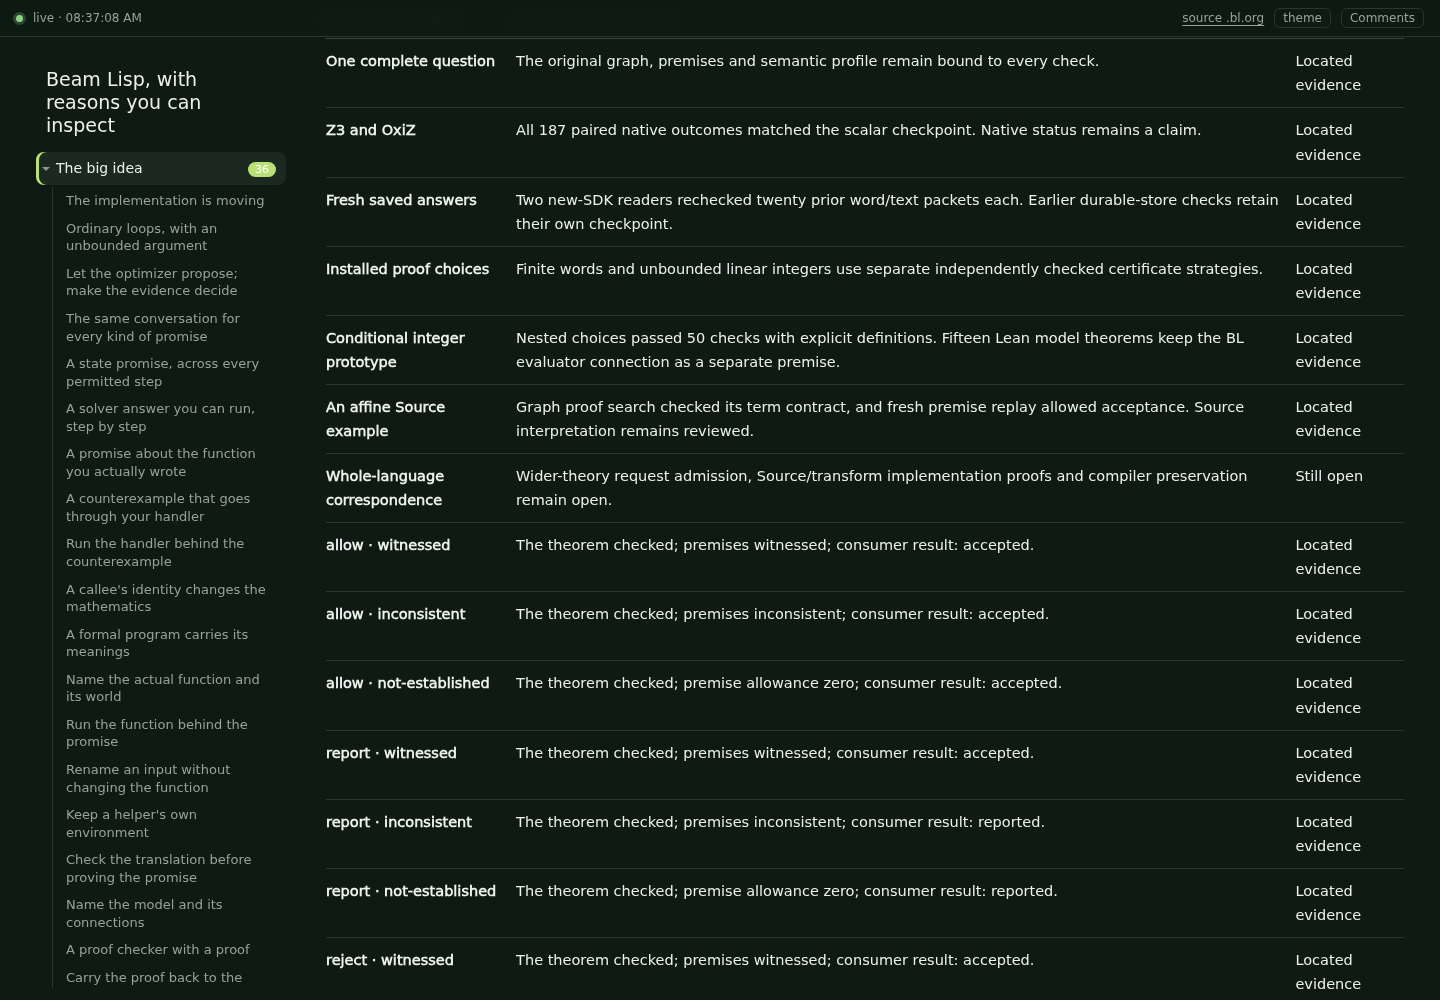 live · 08:37:08 AM
source .bl.org
theme
Comments
Beam Lisp, with
reasons you can
inspect
The big idea
36
The implementation is moving
Ordinary loops, with an
unbounded argument
Let the optimizer propose;
make the evidence decide
The same conversation for
every kind of promise
A state promise, across every
permitted step
A solver answer you can run,
step by step
A promise about the function
you actually wrote
A counterexample that goes
through your handler
Run the handler behind the
counterexample
A callee's identity changes the
mathematics
A formal program carries its
meanings
Name the actual function and
its world
Run the function behind the
promise
Rename an input without
changing the function
Keep a helper's own
environment
Check the translation before
proving the promise
Name the model and its
connections
A proof checker with a proof
Carry the proof back to the
One complete question
The original graph, premises and semantic profile remain bound to every check.
Located
evidence
Z3 and OxiZ
All 187 paired native outcomes matched the scalar checkpoint. Native status remains a claim.
Located
evidence
Fresh saved answers
Two new-SDK readers rechecked twenty prior word/text packets each. Earlier durable-store checks retain
their own checkpoint.
Located
evidence
Installed proof choices
Finite words and unbounded linear integers use separate independently checked certificate strategies.
Located
evidence
Conditional integer
prototype
Nested choices passed 50 checks with explicit definitions. Fifteen Lean model theorems keep the BL
evaluator connection as a separate premise.
Located
evidence
An affine Source
example
Graph proof search checked its term contract, and fresh premise replay allowed acceptance. Source
interpretation remains reviewed.
Located
evidence
Whole-language
correspondence
Wider-theory request admission, Source/transform implementation proofs and compiler preservation
remain open.
Still open
allow · witnessed
The theorem checked; premises witnessed; consumer result: accepted.
Located
evidence
allow · inconsistent
The theorem checked; premises inconsistent; consumer result: accepted.
Located
evidence
allow · not-established
The theorem checked; premise allowance zero; consumer result: accepted.
Located
evidence
report · witnessed
The theorem checked; premises witnessed; consumer result: accepted.
Located
evidence
report · inconsistent
The theorem checked; premises inconsistent; consumer result: reported.
Located
evidence
report · not-established
The theorem checked; premise allowance zero; consumer result: reported.
Located
evidence
reject · witnessed
The theorem checked; premises witnessed; consumer result: accepted.
Located
evidence